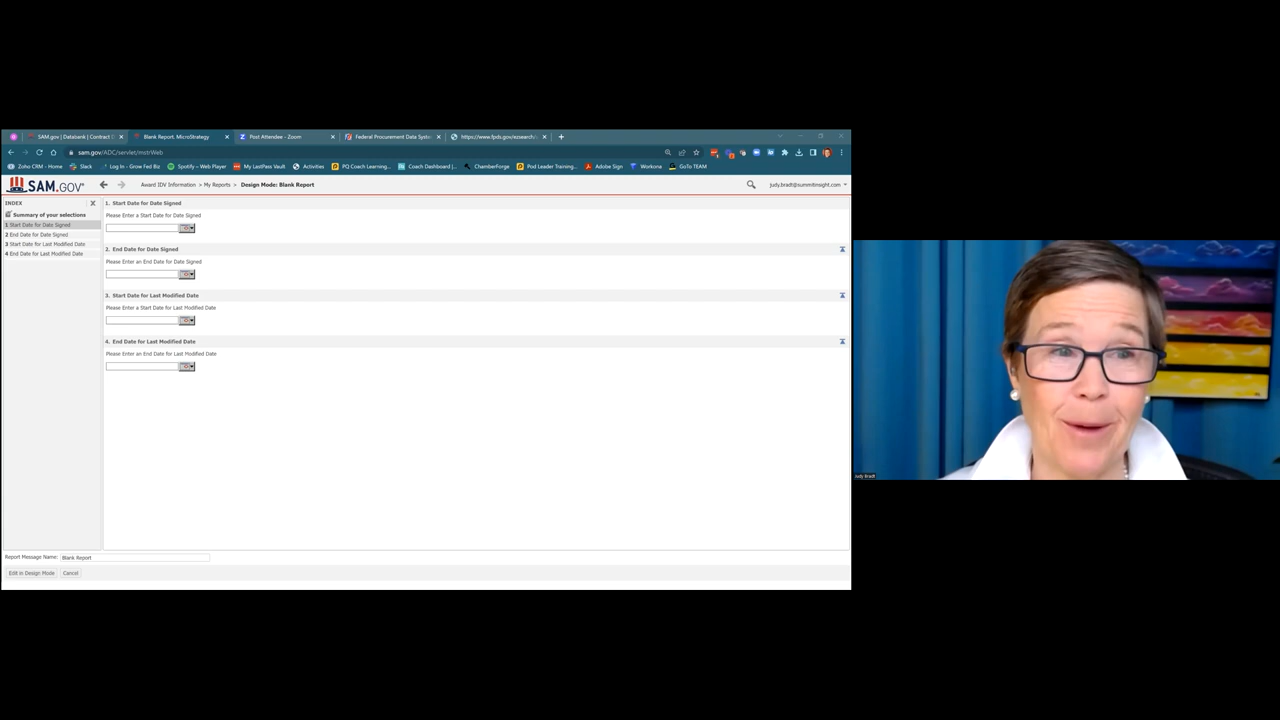 SAM.gov | Databank | Contract D
Blank Report. MicroStrategy
Post Attendee - Zoom
Federal Procurement Data Syste
https://www.fpds.gov/ezsearch/
sam.gov/ADC/servlet/mstrWeb
Zoho CRM - Home
Slack
Log In - Grow Fed Biz
Spotify – Web Player
My LastPass Vault
Activities
PQ Coach Learning...
Coach Dashboard |...
ChamberForge
Pod Leader Training...
Adobe Sign
Workona
GoTo TEAM
SAM.GOV®
Award IDV Information > My Reports > Design Mode: Blank Report
judy.bradt@summitinsight.com
INDEX
Summary of your selections
1 Start Date for Date Signed
2 End Date for Date Signed
3 Start Date for Last Modified Date
4 End Date for Last Modified Date
1. Start Date for Date Signed
Please Enter a Start Date for Date Signed
2. End Date for Date Signed
Please Enter an End Date for Date Signed
3. Start Date for Last Modified Date
Please Enter a Start Date for Last Modified Date
4. End Date for Last Modified Date
Please Enter an End Date for Last Modified Date
Report Message Name: Blank Report
Edit in Design Mode
Cancel
Judy Bradt